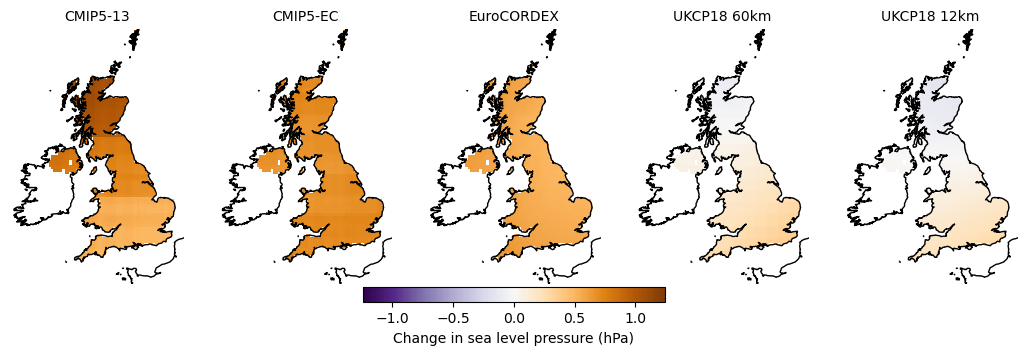 CMIP5-13 CMIP5-EC EuroCORDEX UKCP18 60km UKCP18 12km
−1.0 −0.5 0.0 0.5 1.0
Change in sea level pressure (hPa)